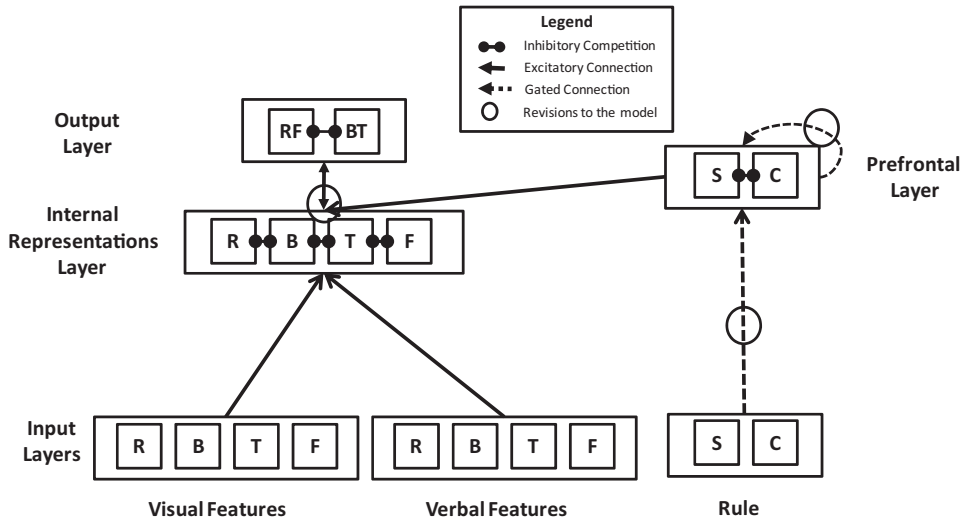 Legend
Inhibitory Competition
Excitatory Connection
Gated Connection
Revisions to the model
Output
Layer
RF BT
S C
Prefrontal
Layer
Internal
Representations
Layer
R B T F
Input
Layers
R B T F
R B T F
S C
Visual Features
Verbal Features
Rule